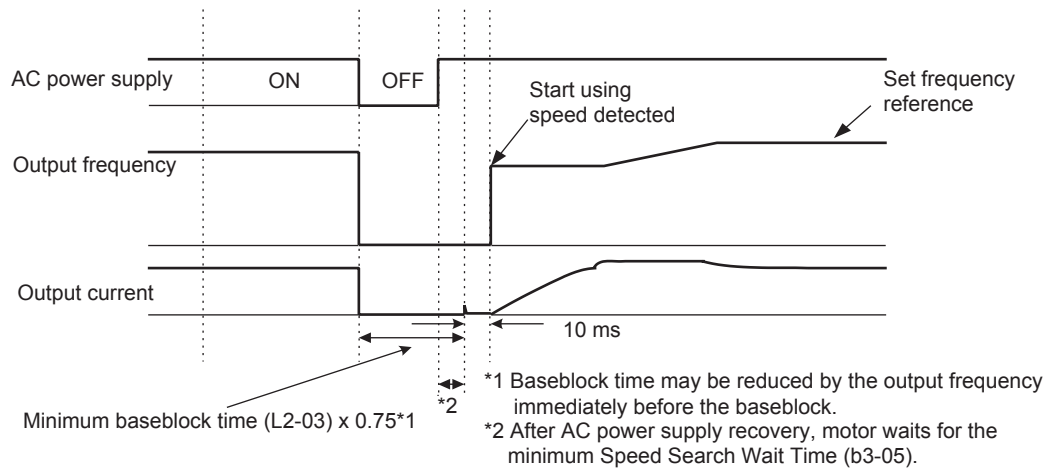 AC power supply
ON
OFF
Start using
speed detected
Set frequency
reference
Output frequency
Output current
10 ms
Minimum baseblock time (L2-03) x 0.75*1
*2
*1 Baseblock time may be reduced by the output frequency
immediately before the baseblock.
*2 After AC power supply recovery, motor waits for the
minimum Speed Search Wait Time (b3-05).